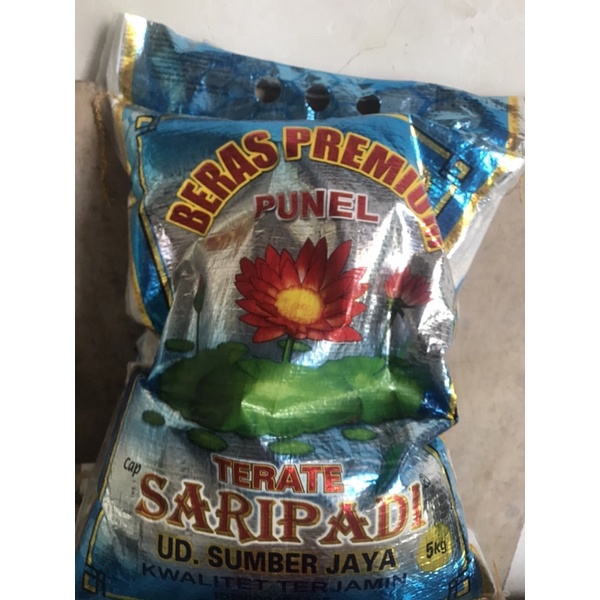 BERAS PREMIUM
PUNEL
Cap
TERATE
SARIPADI
UD. SUMBER JAYA
5kg
KWALITET TERJAMIN